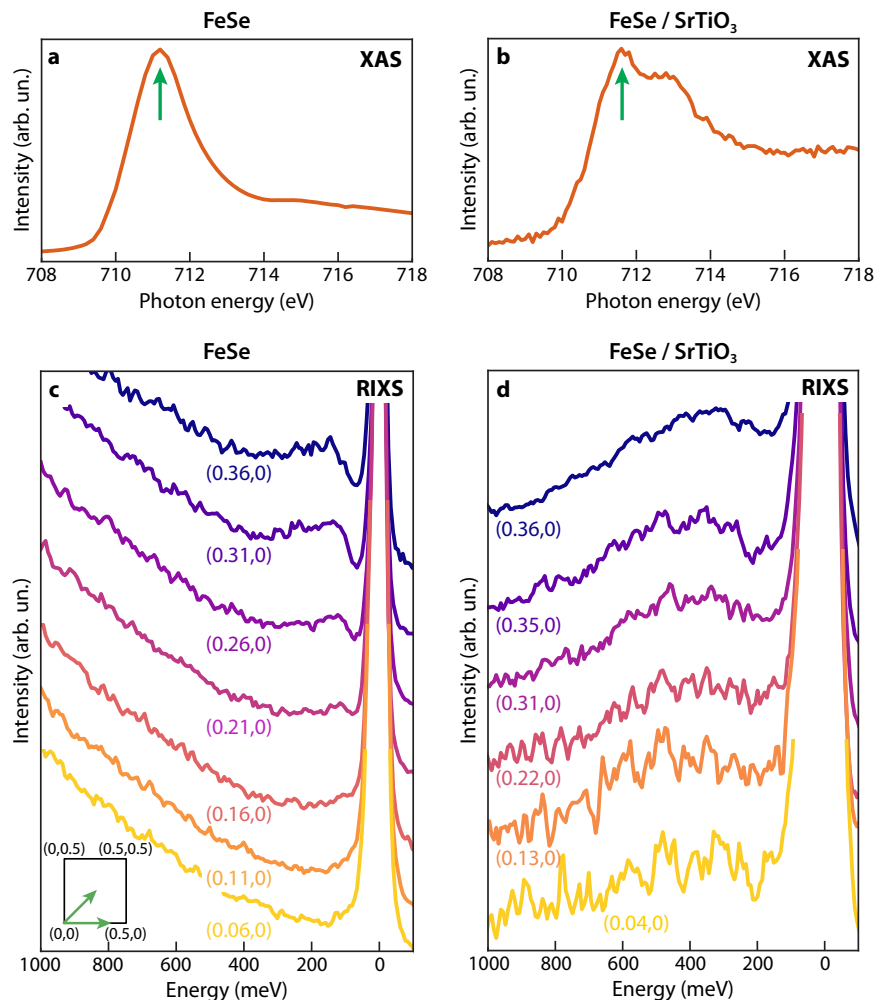 FeSe
FeSe / SrTiO₃
a
XAS
Intensity (arb. un.)
708 710 712 714 716 718
Photon energy (eV)
b
XAS
Intensity (arb. un.)
708 710 712 714 716 718
Photon energy (eV)
FeSe
FeSe / SrTiO₃
c
RIXS
Intensity (arb. un.)
(0.36,0)
(0.31,0)
(0.26,0)
(0.21,0)
(0.16,0)
(0.11,0)
(0.06,0)
(0,0.5) (0.5,0.5)
(0,0) (0.5,0)
1000 800 600 400 200 0
Energy (meV)
d
RIXS
Intensity (arb. un.)
(0.36,0)
(0.35,0)
(0.31,0)
(0.22,0)
(0.13,0)
(0.04,0)
1000 800 600 400 200 0
Energy (meV)